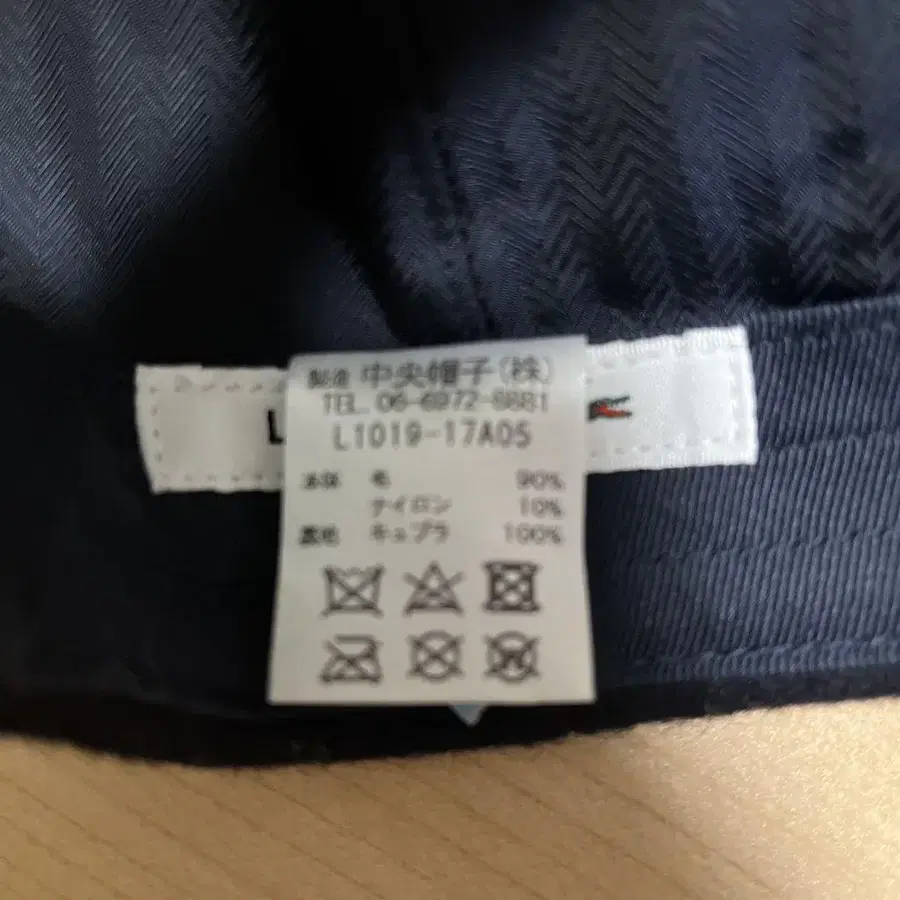 製造 中央帽子(株)
TEL. 06-6972-8881
L1019-17A05
本体 毛 90%
ナイロン 10%
裏地 キュプラ 100%
L